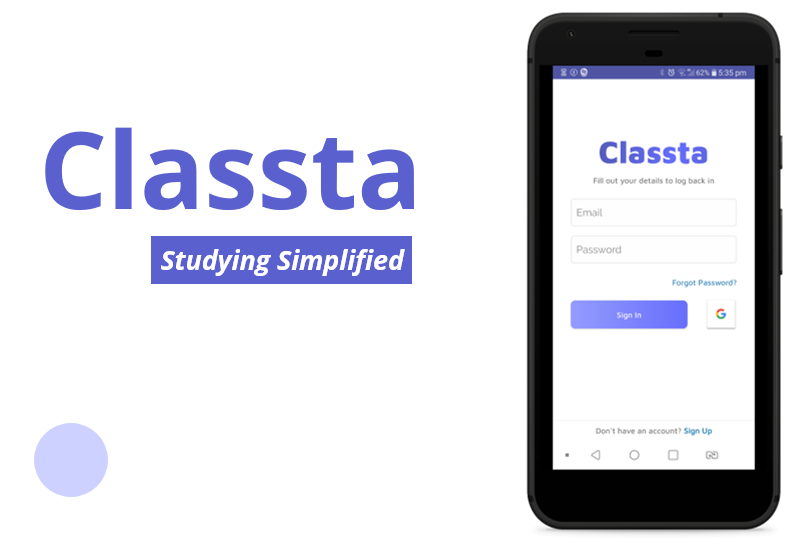 Classta
Studying Simplified
62% 5:35 pm
Classta
Fill out your details to log back in
Email
Password
Forgot Password?
Sign In
G
Don't have an account? Sign Up